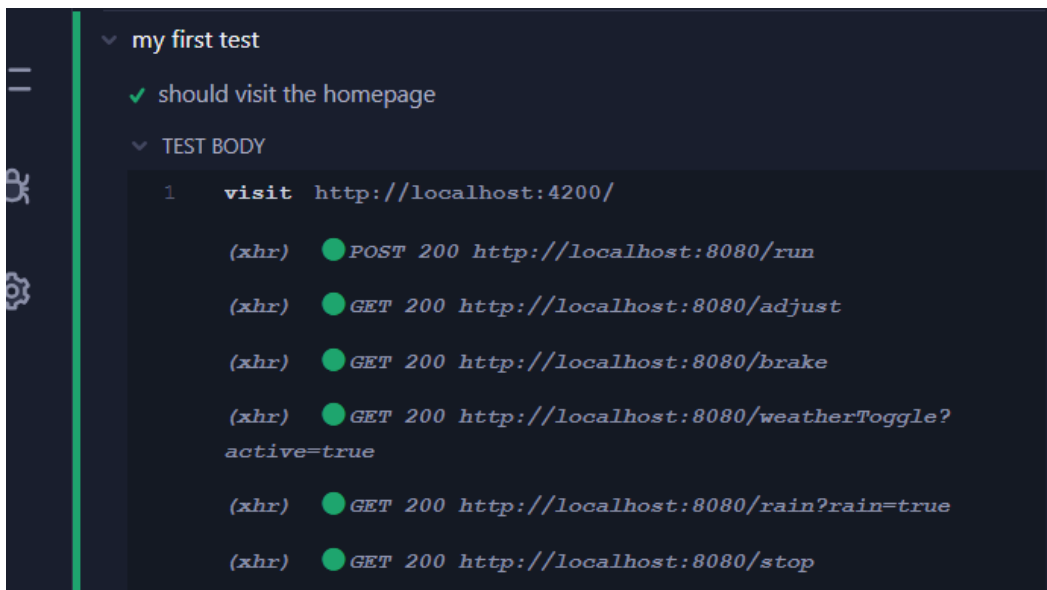 my first test
should visit the homepage
TEST BODY
1 visit http://localhost:4200/
(xhr) POST 200 http://localhost:8080/run
(xhr) GET 200 http://localhost:8080/adjust
(xhr) GET 200 http://localhost:8080/brake
(xhr) GET 200 http://localhost:8080/weatherToggle?
active=true
(xhr) GET 200 http://localhost:8080/rain?rain=true
(xhr) GET 200 http://localhost:8080/stop